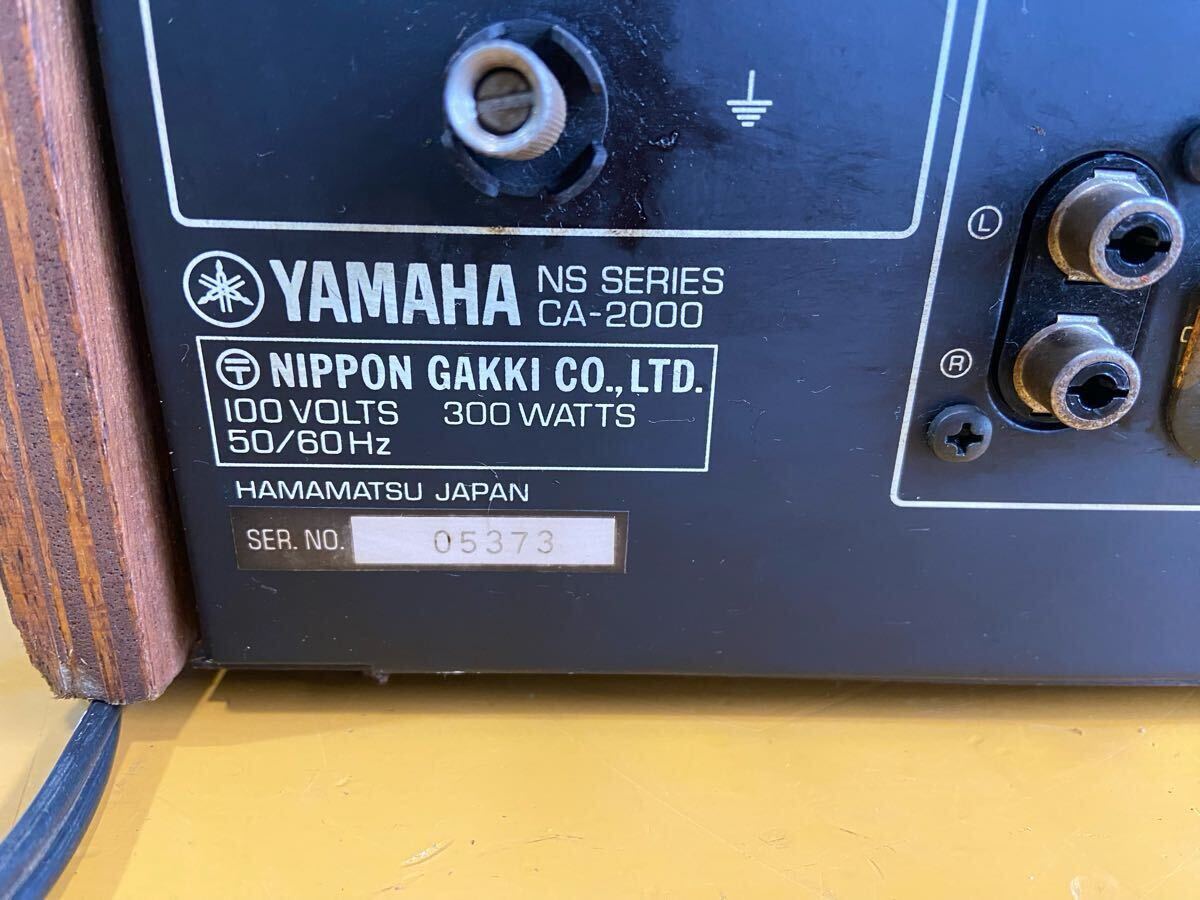 L
YAMAHA NS SERIES
CA-2000
R
〶 NIPPON GAKKI CO., LTD.
100 VOLTS 300 WATTS
50/60 Hz
HAMAMATSU JAPAN
SER. NO. 05373